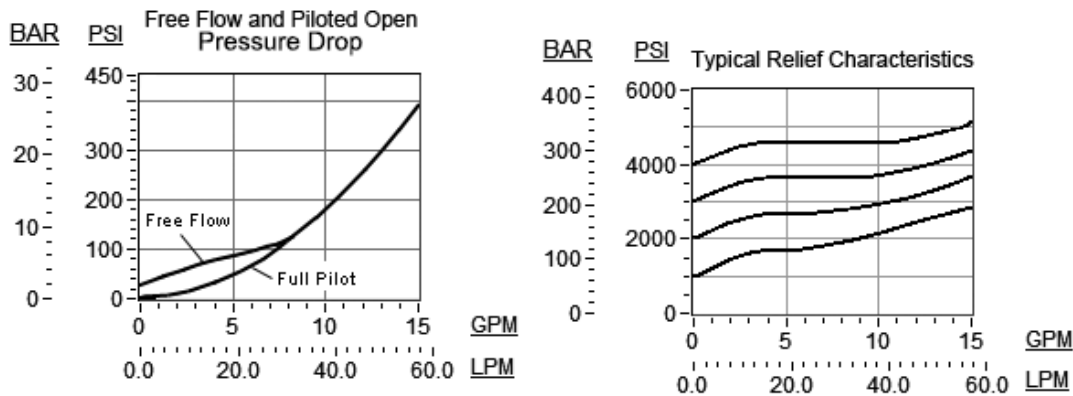 Free Flow and Piloted Open
Pressure Drop
BAR PSI
30
20
10
0
450
300
200
100
0
Free Flow
Full Pilot
0 5 10 15 GPM
0.0 20.0 40.0 60.0 LPM
BAR PSI Typical Relief Characteristics
400
300
200
100
0
6000
4000
2000
0
0 5 10 15 GPM
0.0 20.0 40.0 60.0 LPM